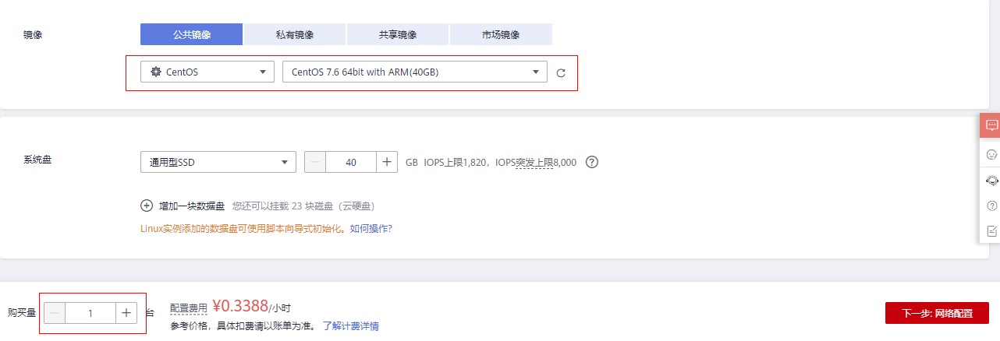 镜像 公共镜像 私有镜像 共享镜像 市场镜像
CentOS CentOS 7.6 64bit with ARM(40GB)
系统盘 通用型SSD 40 GB IOPS上限1,820，IOPS突发上限8,000
增加一块数据盘 您还可以挂载 23 块磁盘（云硬盘）
Linux实例添加的数据盘可使用脚本向导式初始化。如何操作?
购买量 1 台 配置费用 ¥0.3388/小时 下一步: 网络配置
参考价格，具体扣费请以账单为准。 了解计费详情